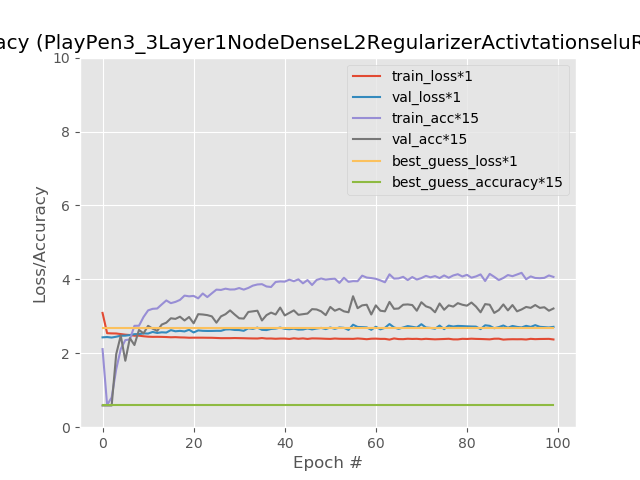 acy (PlayPen3_3Layer1NodeDenseL2RegularizerActivtationseluR
10
8
6
4
2
0
Loss/Accuracy
train_loss*1
val_loss*1
train_acc*15
val_acc*15
best_guess_loss*1
best_guess_accuracy*15
0 20 40 60 80 100
Epoch #